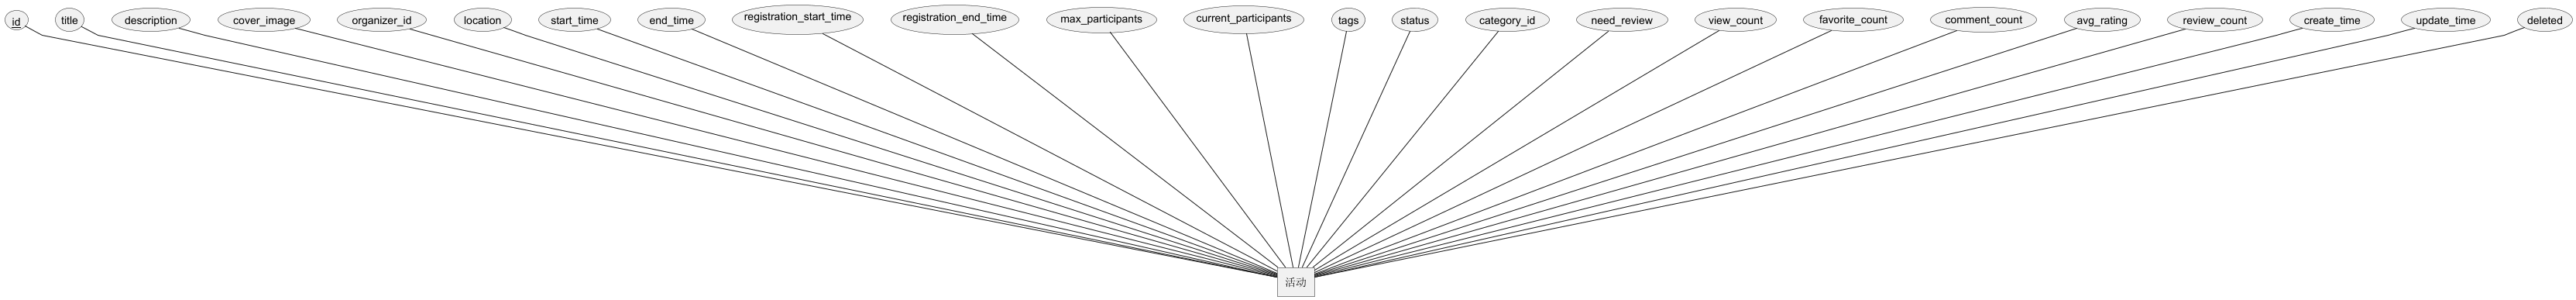 id
title
description
cover_image
organizer_id
location
start_time
end_time
registration_start_time
registration_end_time
max_participants
current_participants
tags
status
category_id
need_review
view_count
favorite_count
comment_count
avg_rating
review_count
create_time
update_time
deleted
活动